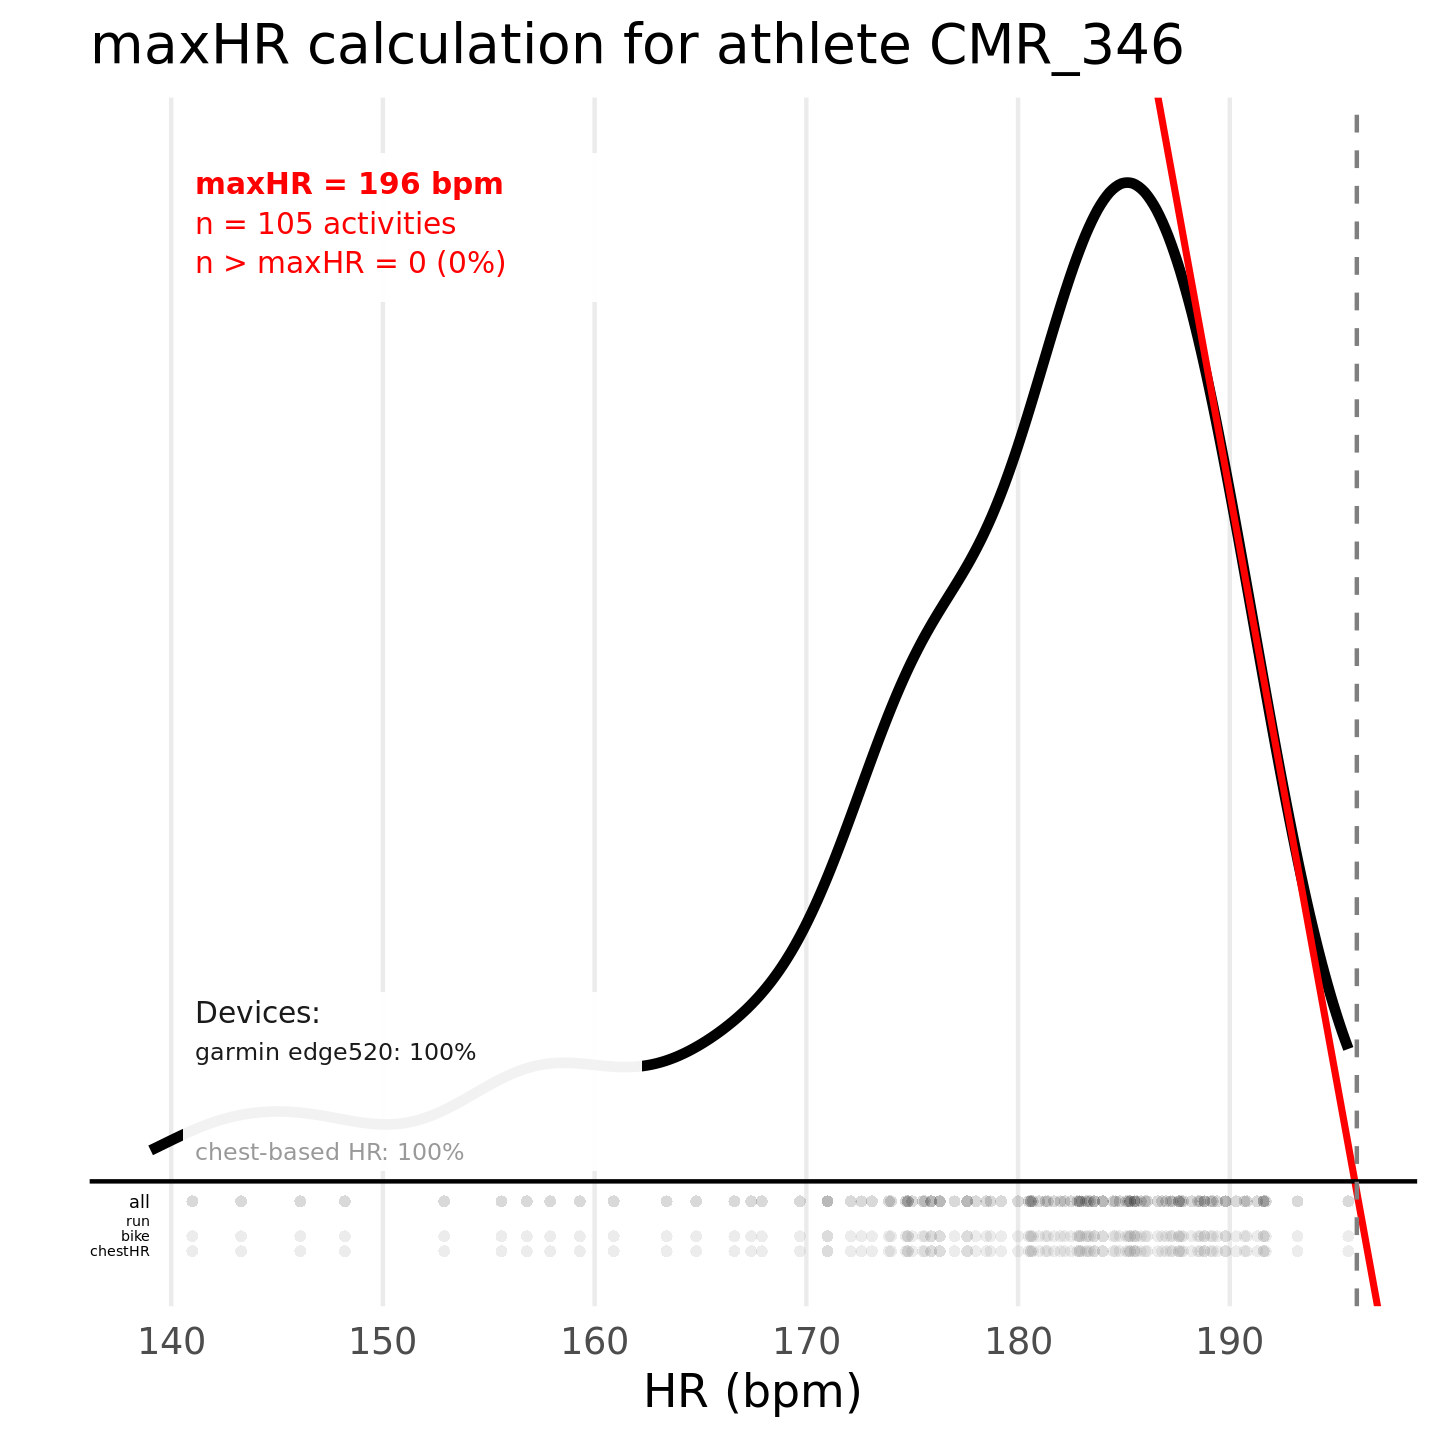 maxHR calculation for athlete CMR_346
maxHR = 196 bpm
n = 105 activities
n > maxHR = 0 (0%)
Devices:
garmin edge520: 100%
chest-based HR: 100%
all
run
bike
chestHR
140 150 160 170 180 190
HR (bpm)